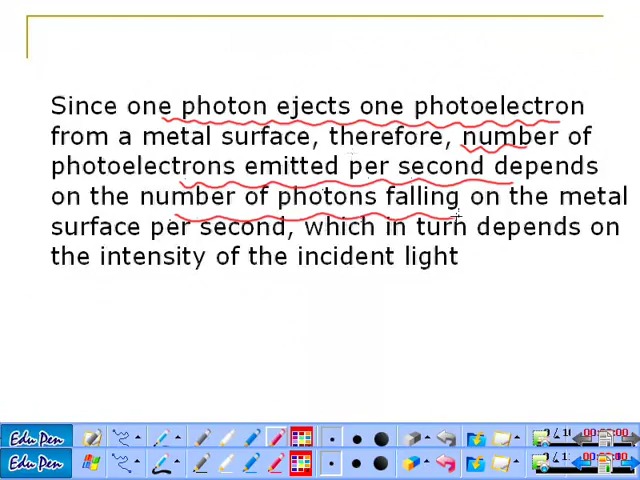 Since one photon ejects one photoelectron
from a metal surface, therefore, number of
photoelectrons emitted per second depends
on the number of photons falling on the metal
surface per second, which in turn depends on
the intensity of the incident light
Edu Pen
Edu Pen